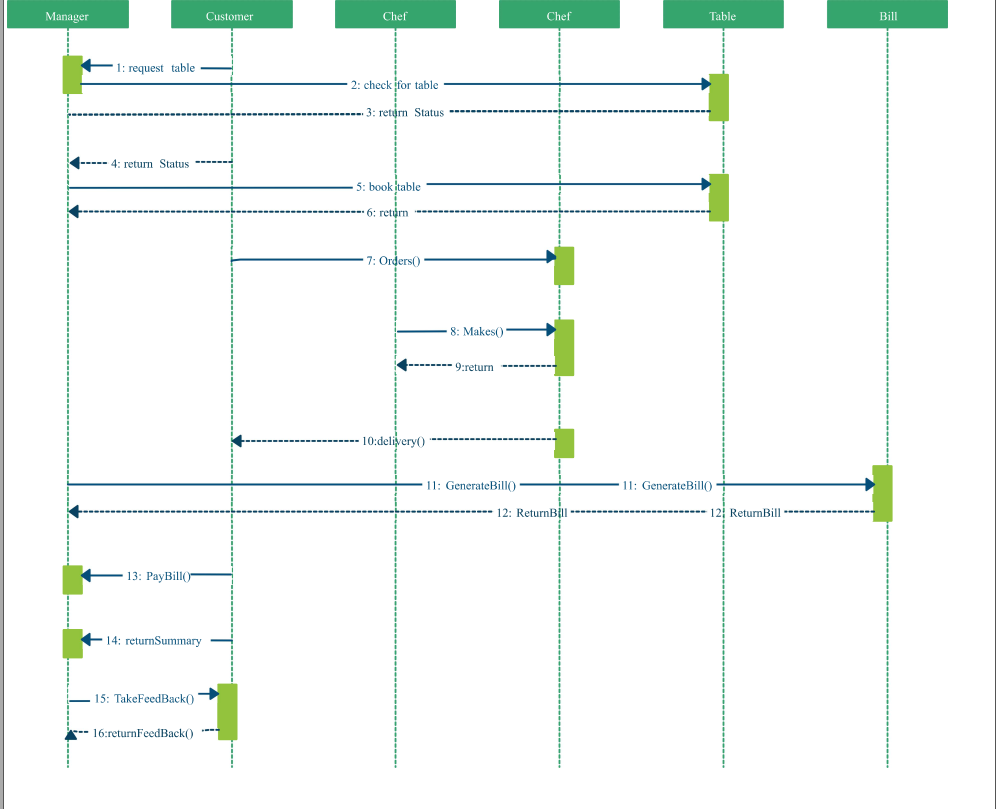 Manager Customer Chef Chef Table Bill
1: request table
2: check for table
3: return Status
4: return Status
5: book table
6: return
7: Orders()
8: Makes()
9:return
10:delivery()
11: GenerateBill() 11: GenerateBill()
12: ReturnBill 12: ReturnBill
13: PayBill()
14: returnSummary
15: TakeFeedBack()
16:returnFeedBack()